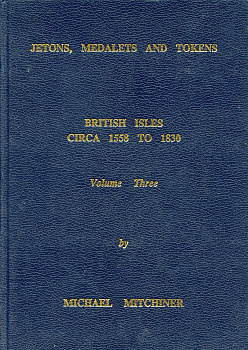 JETONS, MEDALETS AND TOKENS
BRITISH ISLES
CIRCA 1558 TO 1830
Volume Three
by
MICHAEL MITCHINER